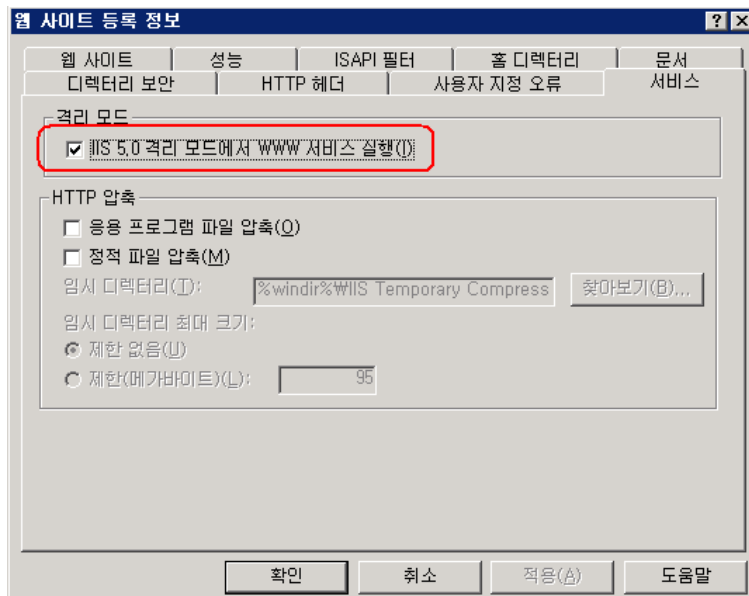 웹 사이트 등록 정보
웹 사이트 성능 ISAPI 필터 홈 디렉터리 문서
디렉터리 보안 HTTP 헤더 사용자 지정 오류 서비스
격리 모드
IIS 5,0 격리 모드에서 WWW 서비스 실행(I)
HTTP 압축
응용 프로그램 파일 압축(O)
정적 파일 압축(M)
임시 디렉터리(T): %windir%₩IIS Temporary Compress 찾아보기(B)...
임시 디렉터리 최대 크기:
제한 없음(U)
제한(메가바이트)(L): 95
확인 취소 적용(A) 도움말